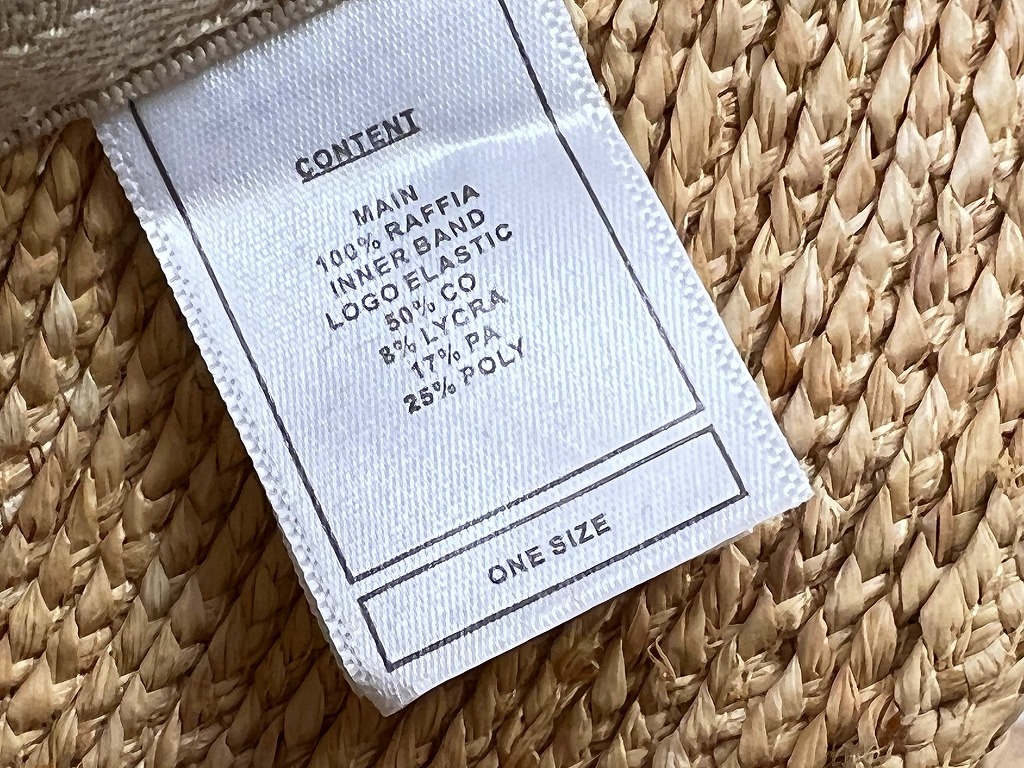 CONTENT
MAIN
100% RAFFIA
INNER BAND
LOGO ELASTIC
50% CO
8% LYCRA
17% PA
25% POLY
ONE SIZE